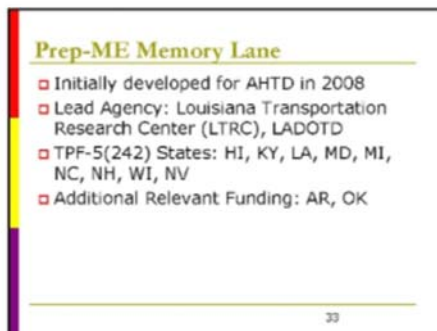 Prep-ME Memory Lane
Initially developed for AHTD in 2008
Lead Agency: Louisiana Transportation
Research Center (LTRC), LADOTD
TPF-5(242) States: HI, KY, LA, MD, MI,
NC, NH, WI, NV
Additional Relevant Funding: AR, OK
33